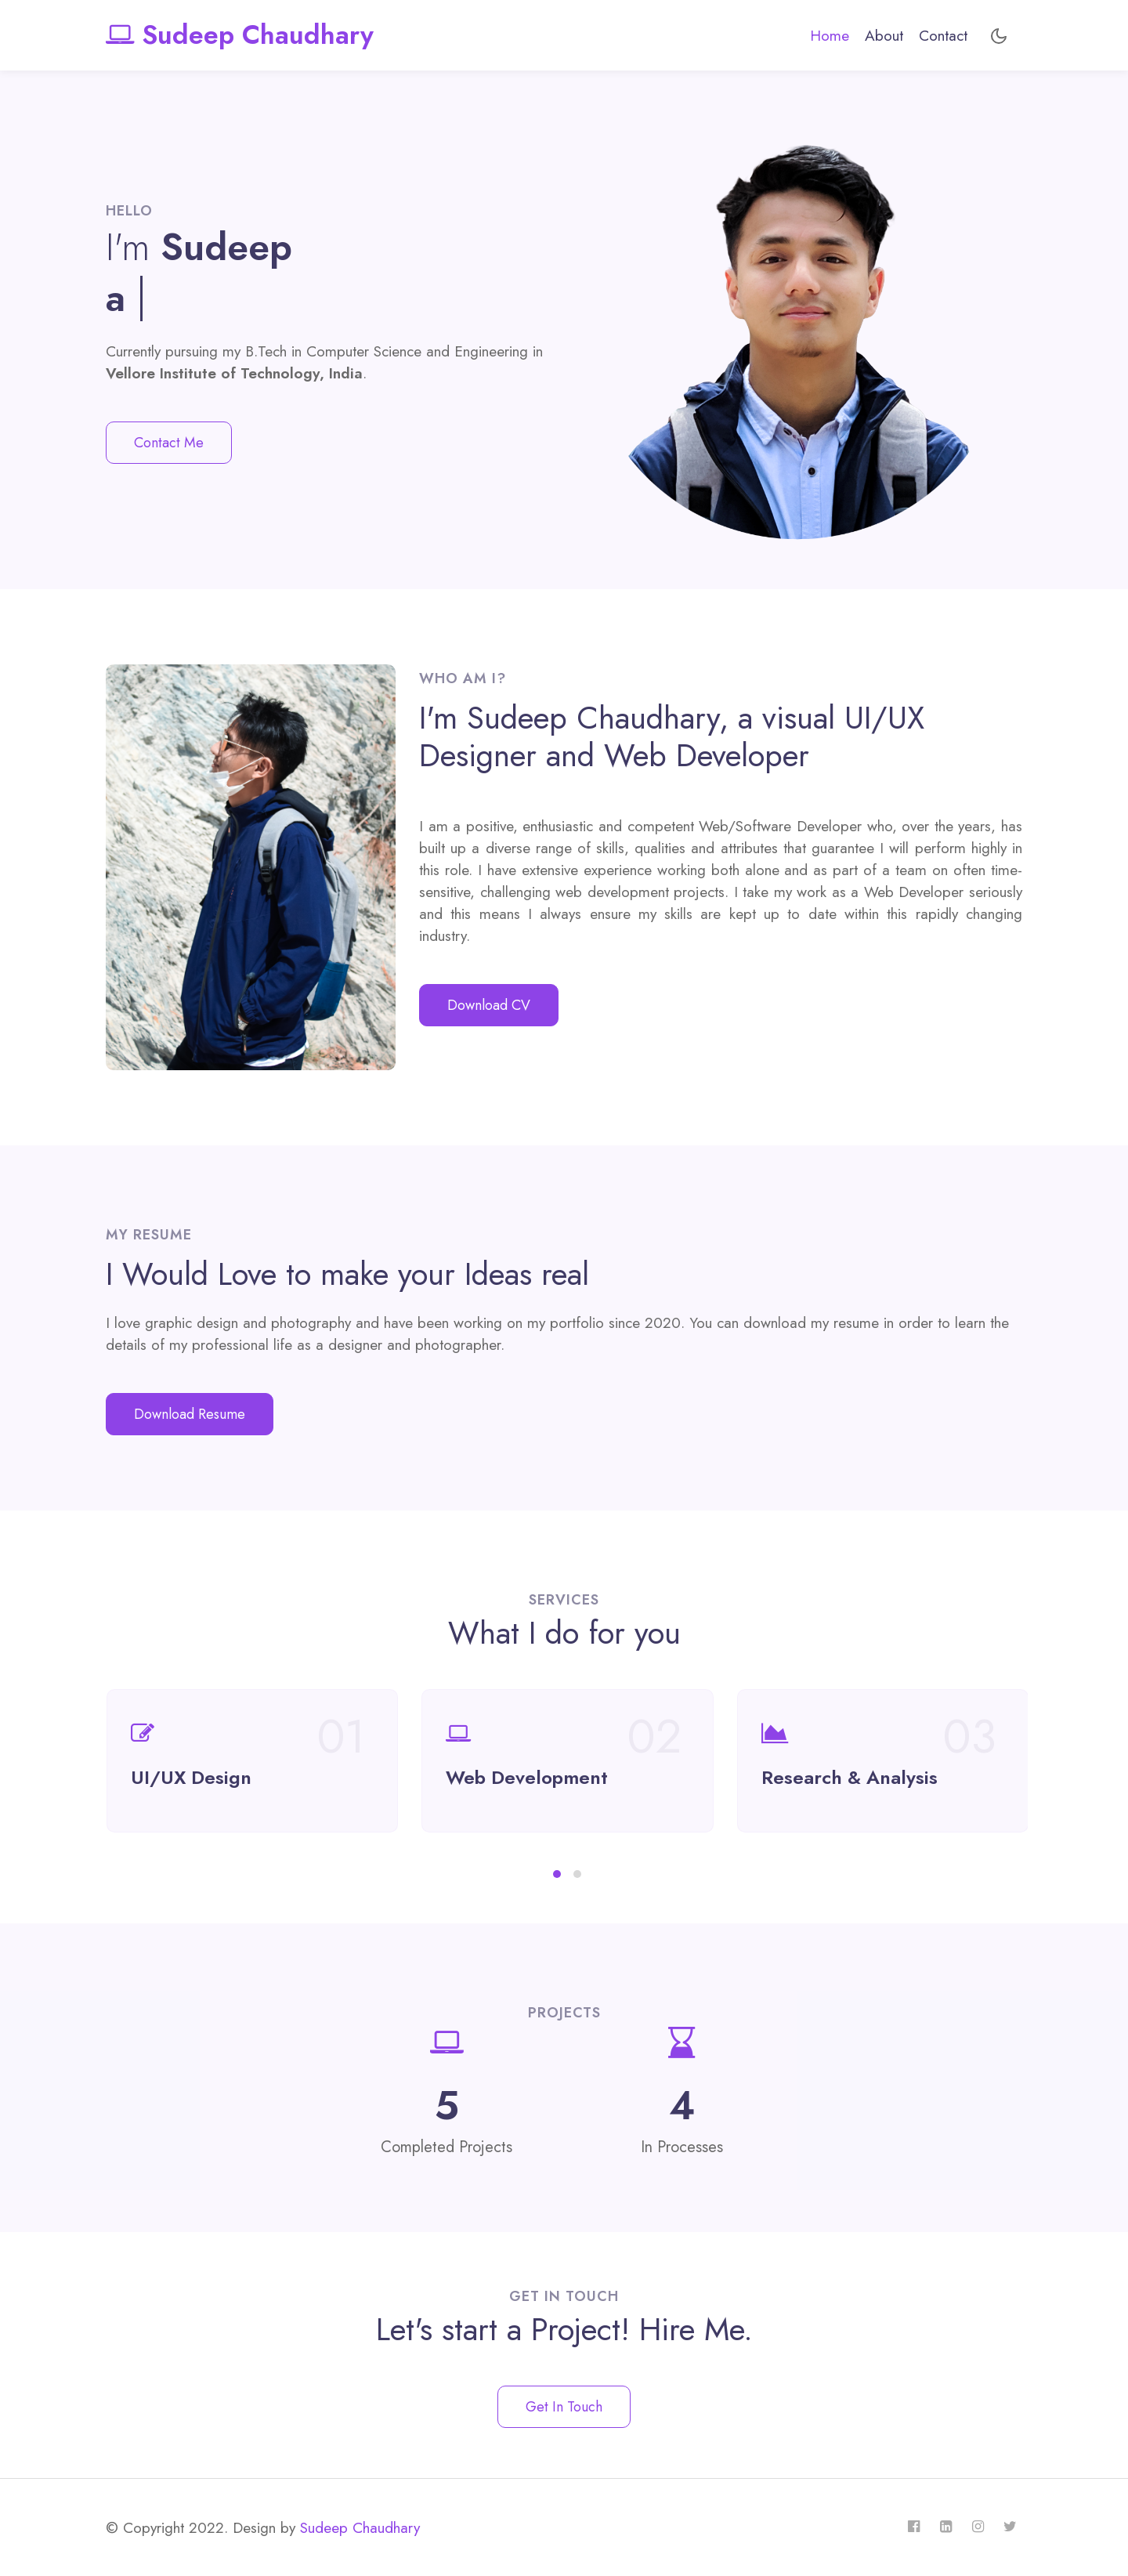 Sudeep Chaudhary
Home About Contact
HELLO
I'm Sudeep
a
Currently pursuing my B.Tech in Computer Science and Engineering in
Vellore Institute of Technology, India.
Contact Me
WHO AM I?
I'm Sudeep Chaudhary, a visual UI/UX
Designer and Web Developer
I am a positive, enthusiastic and competent Web/Software Developer who, over the years, has
built up a diverse range of skills, qualities and attributes that guarantee I will perform highly in
this role. I have extensive experience working both alone and as part of a team on often time-
sensitive, challenging web development projects. I take my work as a Web Developer seriously
and this means I always ensure my skills are kept up to date within this rapidly changing
industry.
Download CV
MY RESUME
I Would Love to make your Ideas real
I love graphic design and photography and have been working on my portfolio since 2020. You can download my resume in order to learn the
details of my professional life as a designer and photographer.
Download Resume
SERVICES
What I do for you
01
UI/UX Design
02
Web Development
03
Research & Analysis
PROJECTS
5
Completed Projects
4
In Processes
GET IN TOUCH
Let's start a Project! Hire Me.
Get In Touch
© Copyright 2022. Design by Sudeep Chaudhary